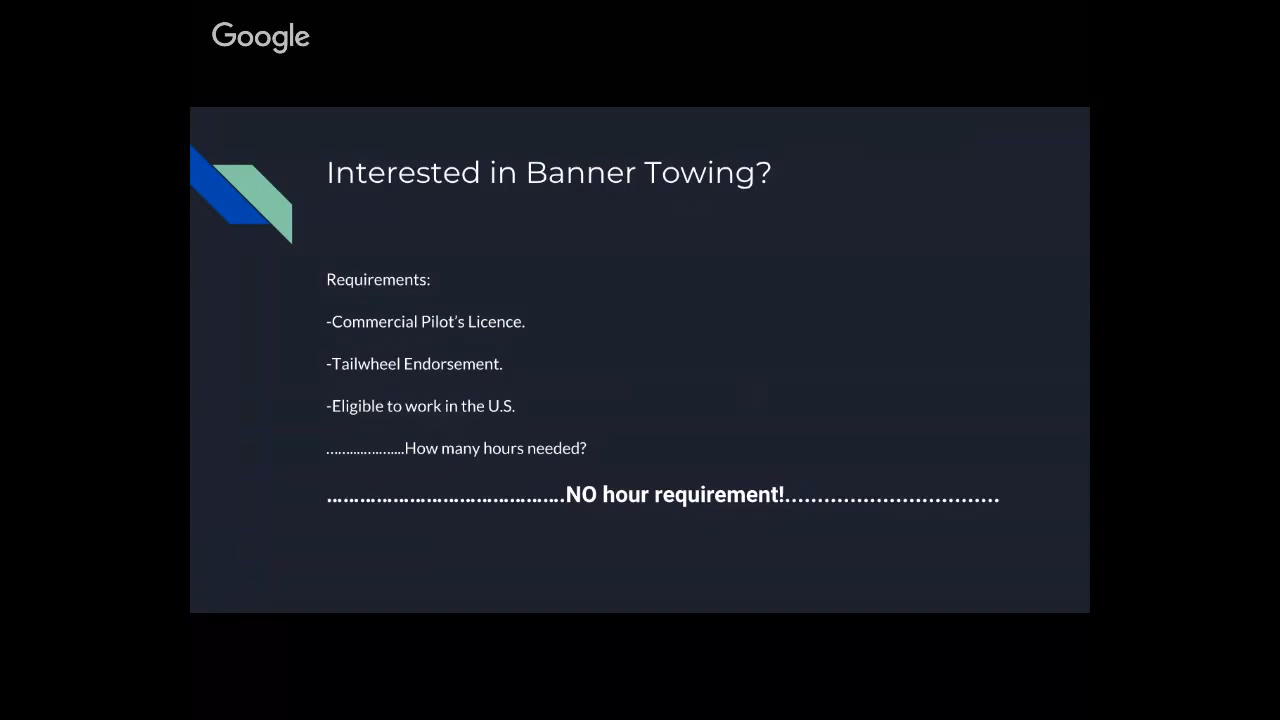 Google
Interested in Banner Towing?
Requirements:
-Commercial Pilot’s Licence.
-Tailwheel Endorsement.
-Eligible to work in the U.S.
…….....……....How many hours needed?
…………………………………….NO hour requirement!................................